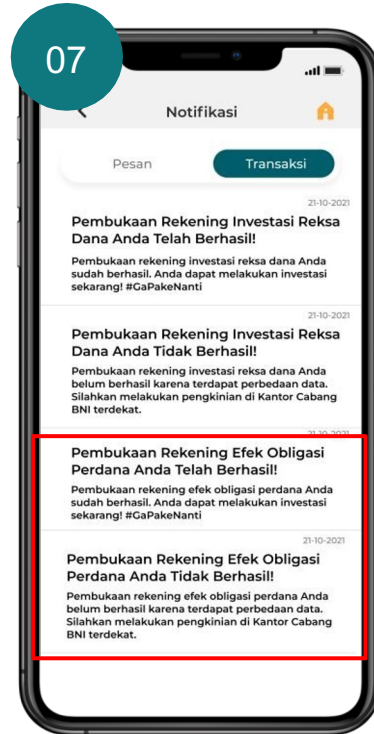 07
Notifikasi
Pesan Transaksi
21-10-2021
Pembukaan Rekening Investasi Reksa
Dana Anda Telah Berhasil!
Pembukaan rekening investasi reksa dana Anda
sudah berhasil. Anda dapat melakukan investasi
sekarang! #GaPakeNanti
21-10-2021
Pembukaan Rekening Investasi Reksa
Dana Anda Tidak Berhasil!
Pembukaan rekening investasi reksa dana Anda
belum berhasil karena terdapat perbedaan data.
Silahkan melakukan pengkinian di Kantor Cabang
BNI terdekat.
21-10-2021
Pembukaan Rekening Efek Obligasi
Perdana Anda Telah Berhasil!
Pembukaan rekening efek obligasi perdana Anda
sudah berhasil. Anda dapat melakukan investasi
sekarang! #GaPakeNanti
21-10-2021
Pembukaan Rekening Efek Obligasi
Perdana Anda Tidak Berhasil!
Pembukaan rekening efek obligasi perdana Anda
belum berhasil karena terdapat perbedaan data.
Silahkan melakukan pengkinian di Kantor Cabang
BNI terdekat.